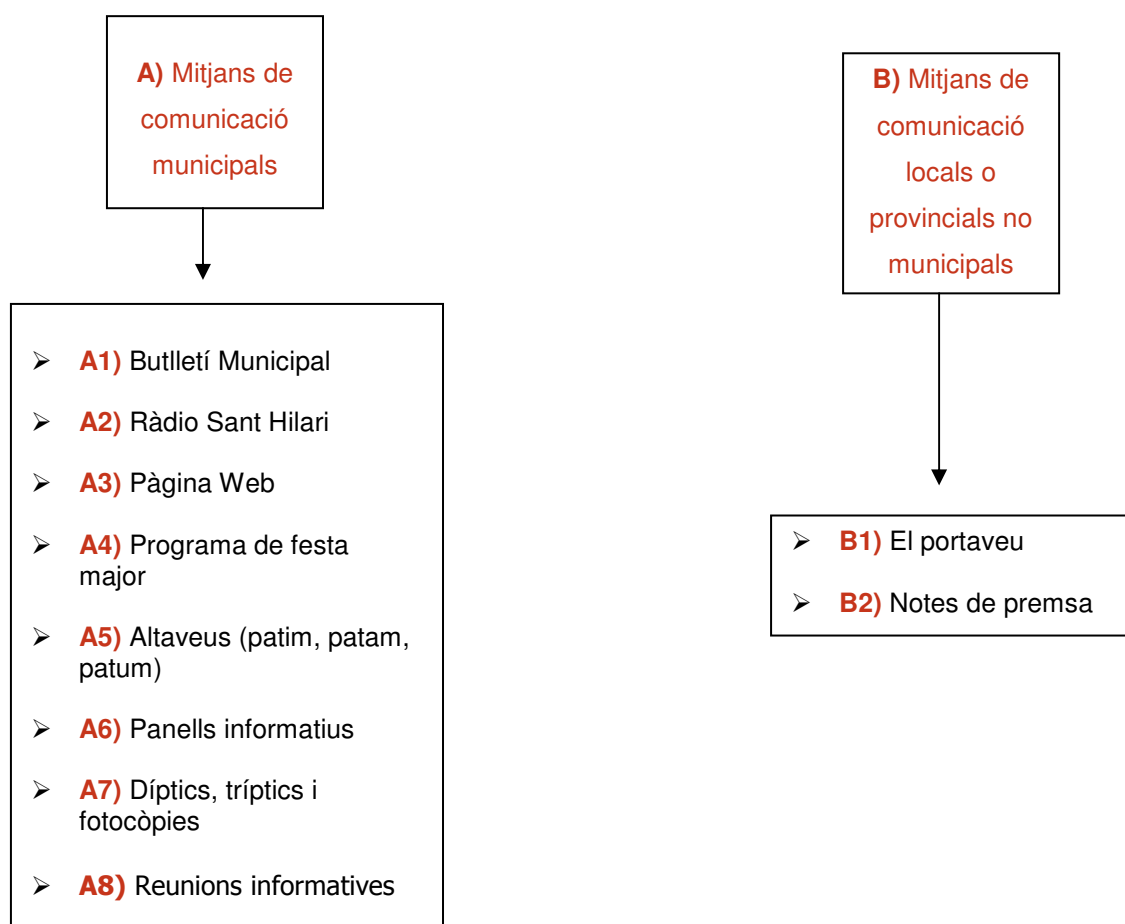 A) Mitjans de
comunicació
municipals
➢ A1) Butlletí Municipal
➢ A2) Ràdio Sant Hilari
➢ A3) Pàgina Web
➢ A4) Programa de festa
major
➢ A5) Altaveus (patim, patam,
patum)
➢ A6) Panells informatius
➢ A7) Díptics, tríptics i
fotocòpies
➢ A8) Reunions informatives
B) Mitjans de
comunicació
locals o
provincials no
municipals
➢ B1) El portaveu
➢ B2) Notes de premsa